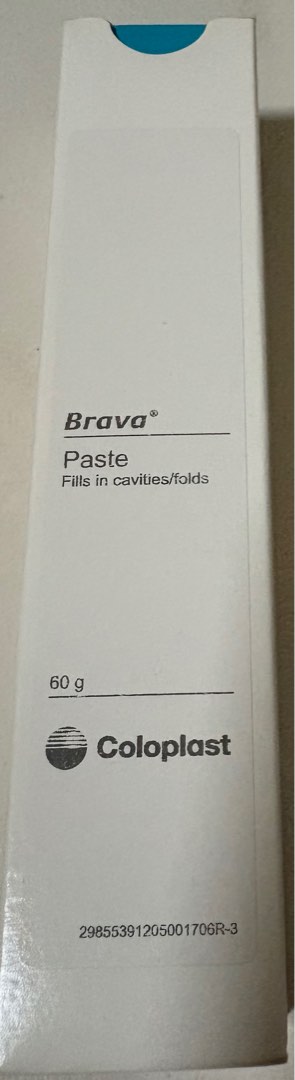 Brava®
Paste
Fills in cavities/folds
60 g
Coloplast
29855391205001706R-3